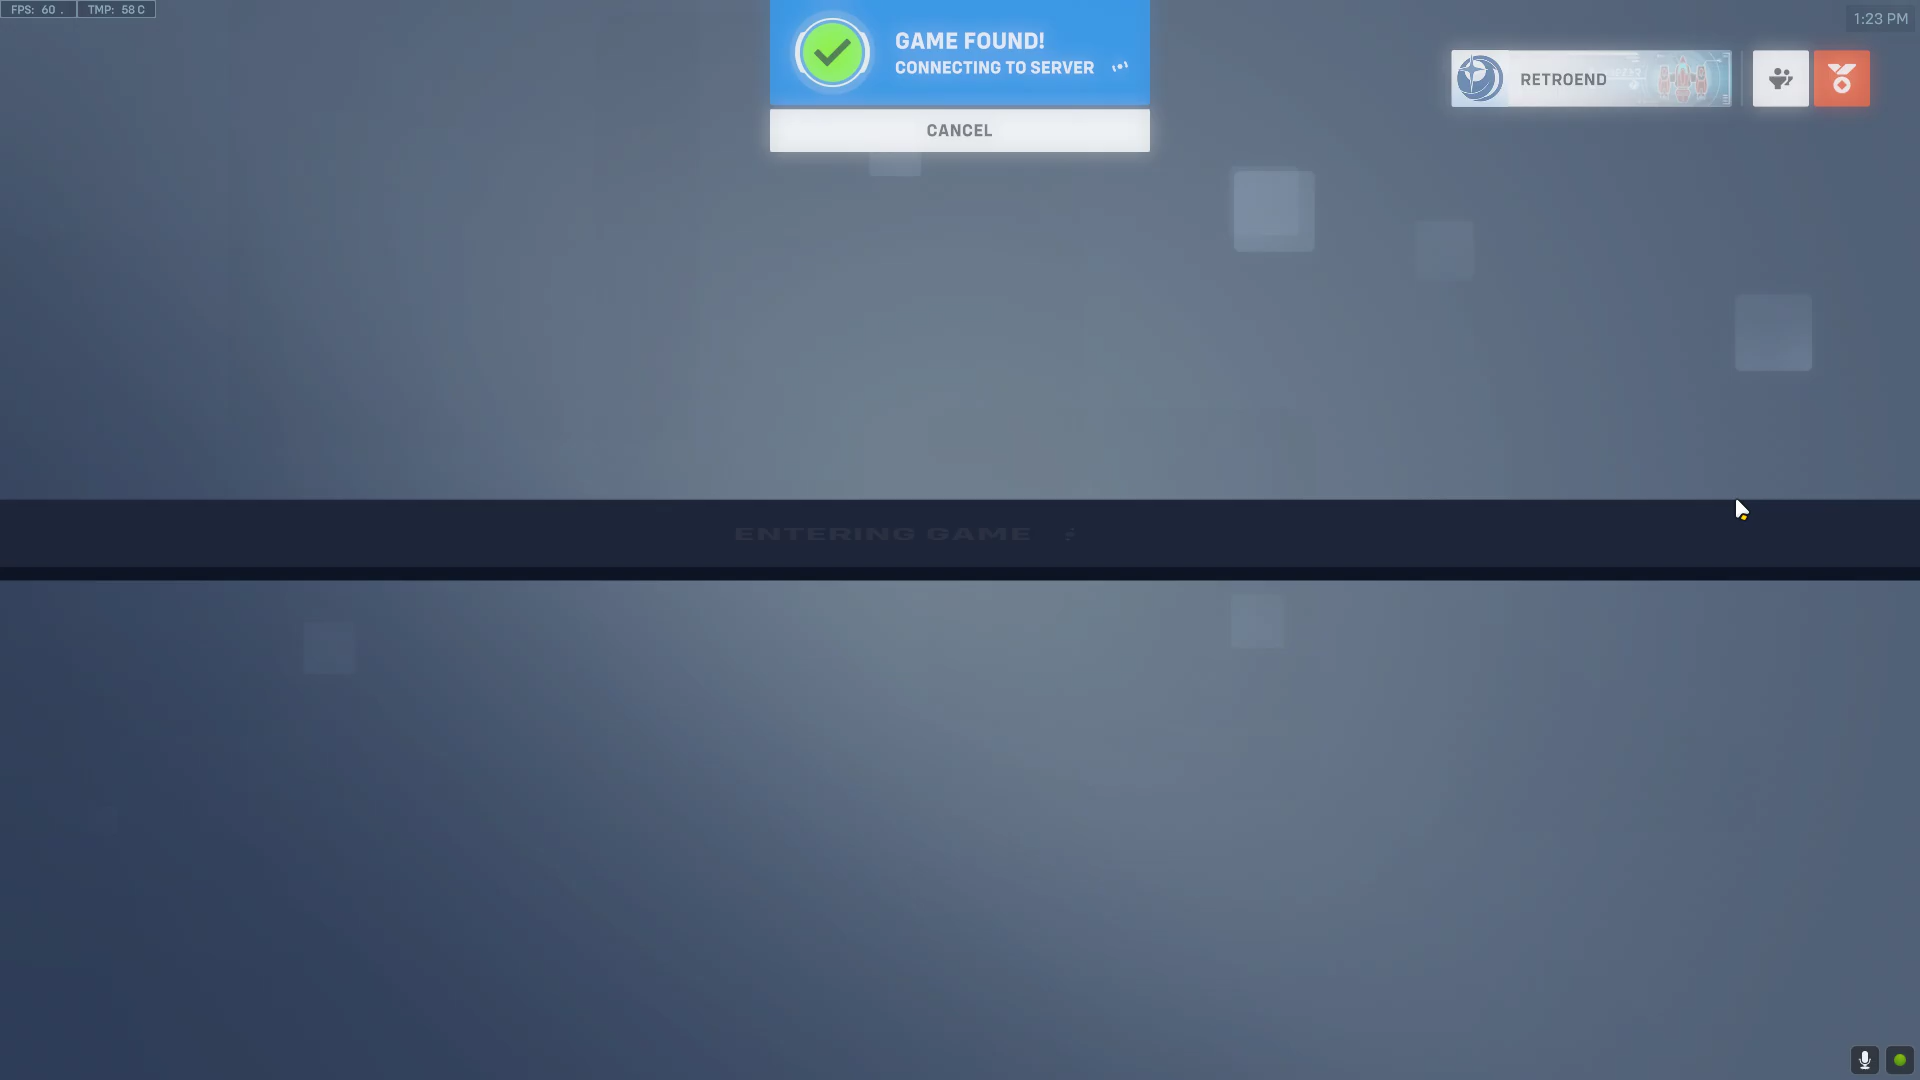 FPS: 60 . TMP: 58 C
1:23 PM
GAME FOUND!
CONNECTING TO SERVER
RETROEND
CANCEL
ENTERING GAME